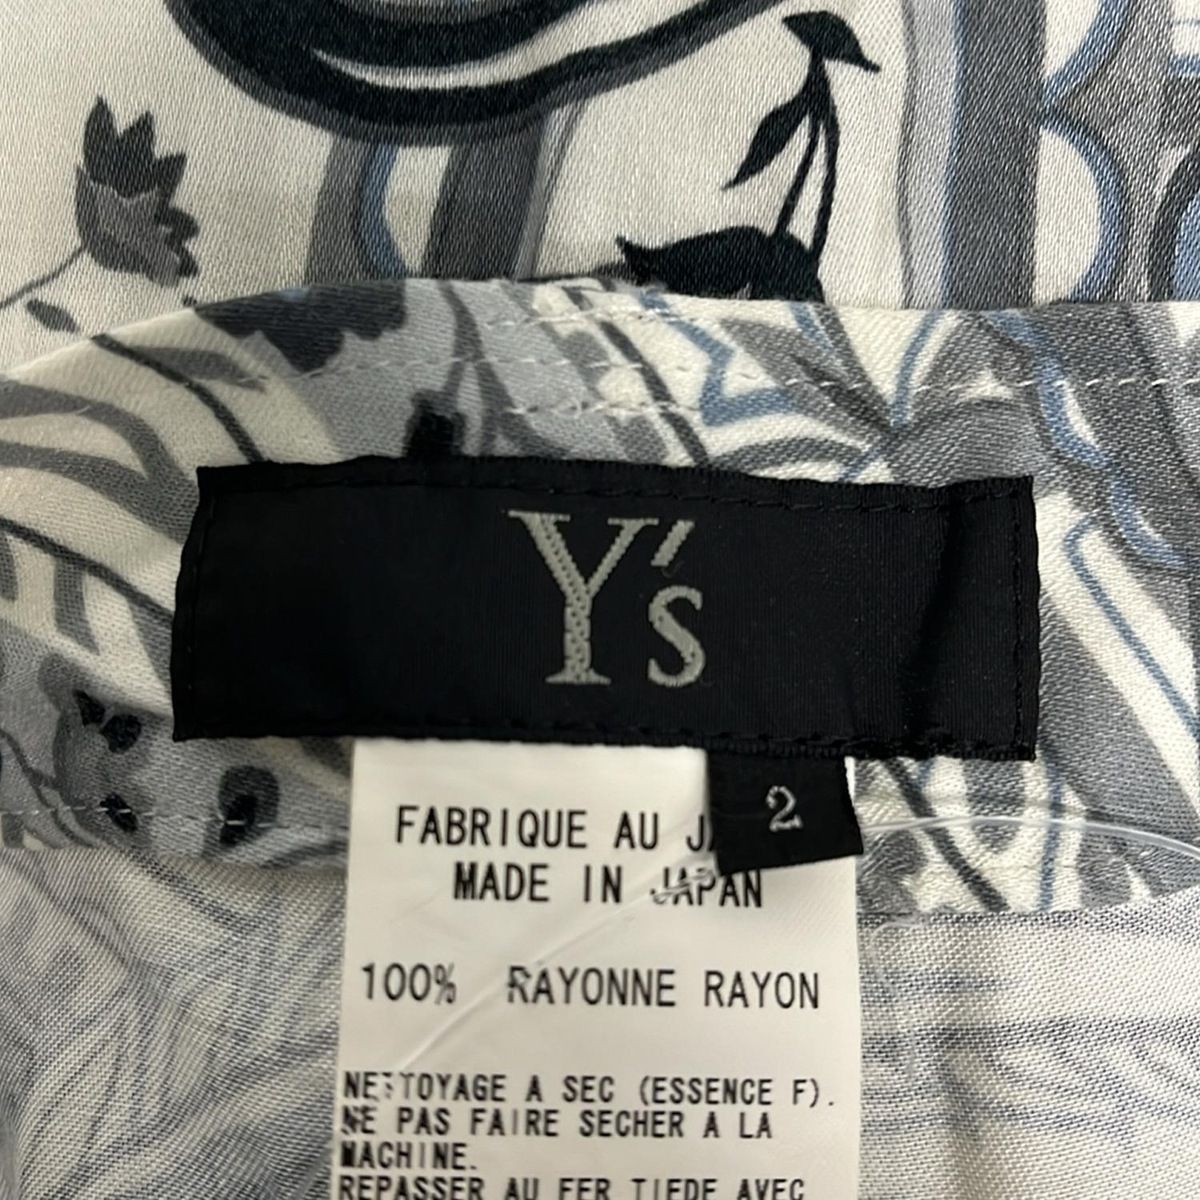 Y's
2
FABRIQUE AU
MADE IN JAPAN
100% RAYONNE RAYON
NETTOYAGE A SEC (ESSENCE F).
NE PAS FAIRE SECHER A LA
MACHINE.
REPASSER AU FER TIEDE AVEC